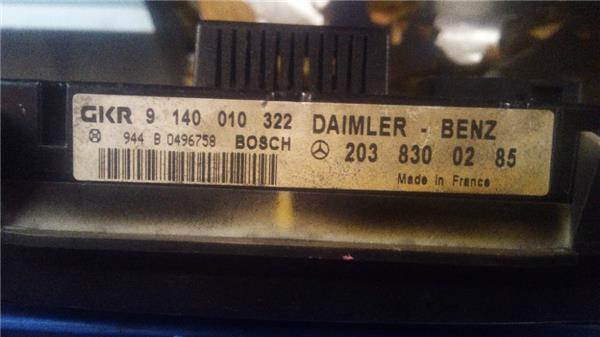 GKR 9 140 010 322 DAIMLER - BENZ
944 B 0496758 BOSCH 203 830 02 85
Made in France